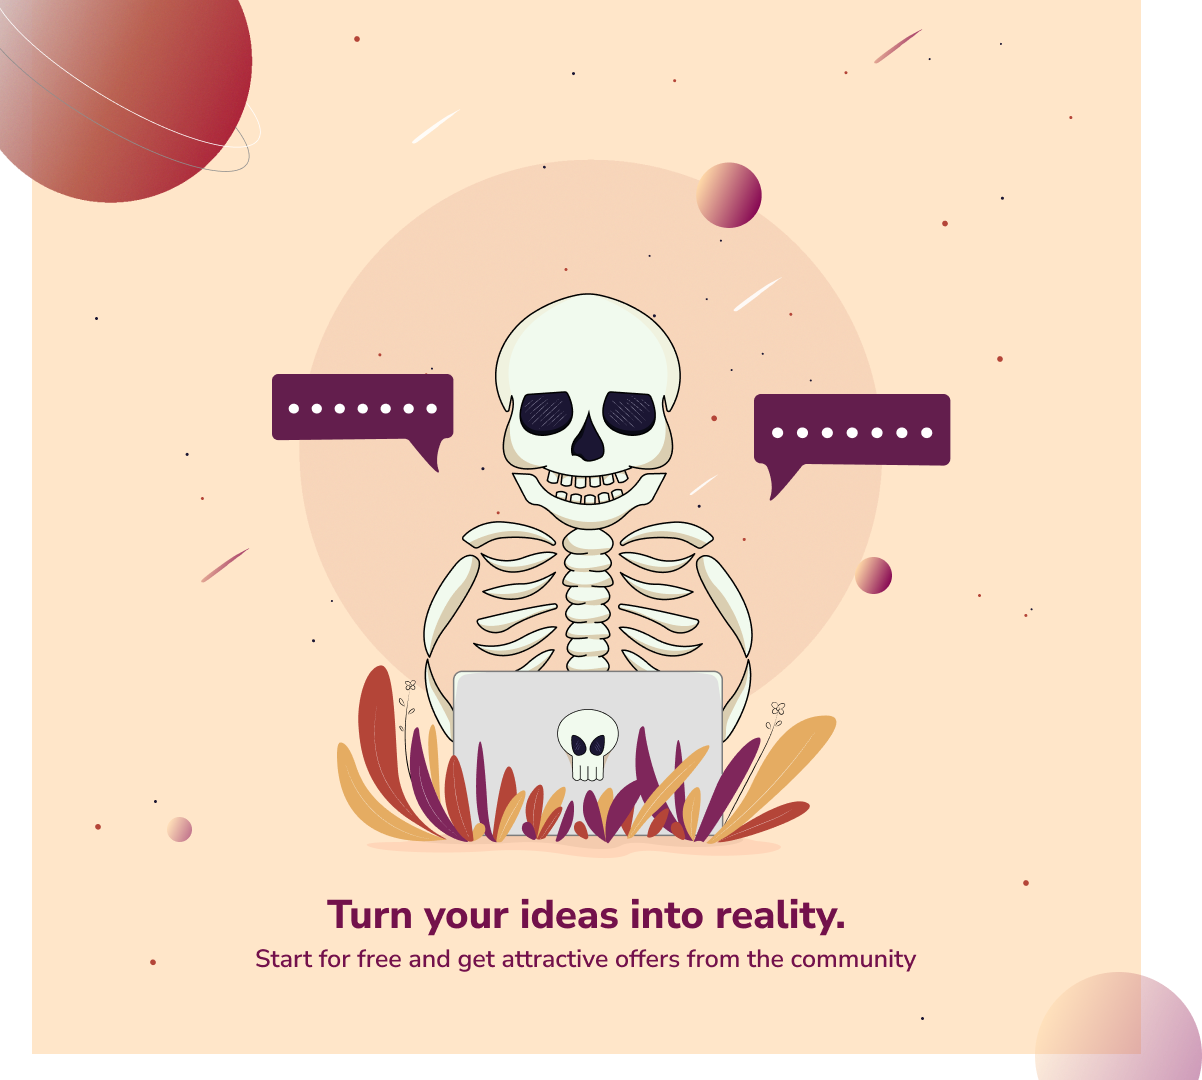 Turn your ideas into reality.
Start for free and get attractive offers from the community